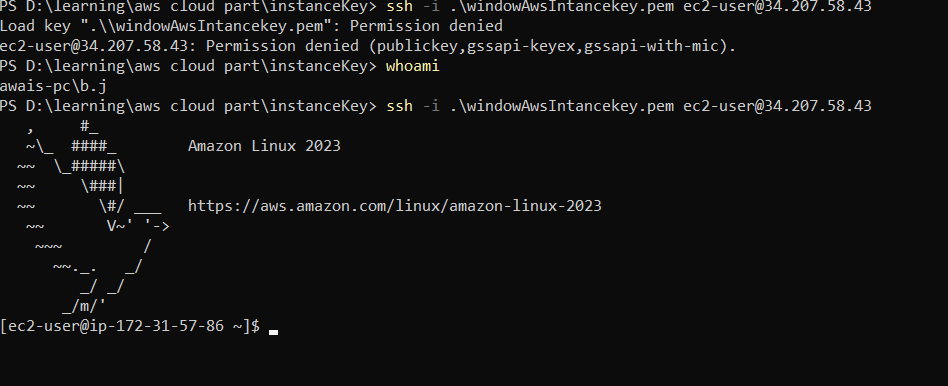 PS D:\learning\aws cloud part\instanceKey> ssh -i .\windowAwsIntancekey.pem ec2-user@34.207.58.43
Load key ".\\windowAwsIntancekey.pem": Permission denied
ec2-user@34.207.58.43: Permission denied (publickey,gssapi-keyex,gssapi-with-mic).
PS D:\learning\aws cloud part\instanceKey> whoami
awais-pc\b.j
PS D:\learning\aws cloud part\instanceKey> ssh -i .\windowAwsIntancekey.pem ec2-user@34.207.58.43
   ,     #_
   ~\_  ####_        Amazon Linux 2023
  ~~  \_#####\
  ~~     \###|
  ~~       \#/ ___   https://aws.amazon.com/linux/amazon-linux-2023
   ~~       V~' '->
    ~~~         /
      ~~._.   _/
         _/ _/
       _/m/'
[ec2-user@ip-172-31-57-86 ~]$